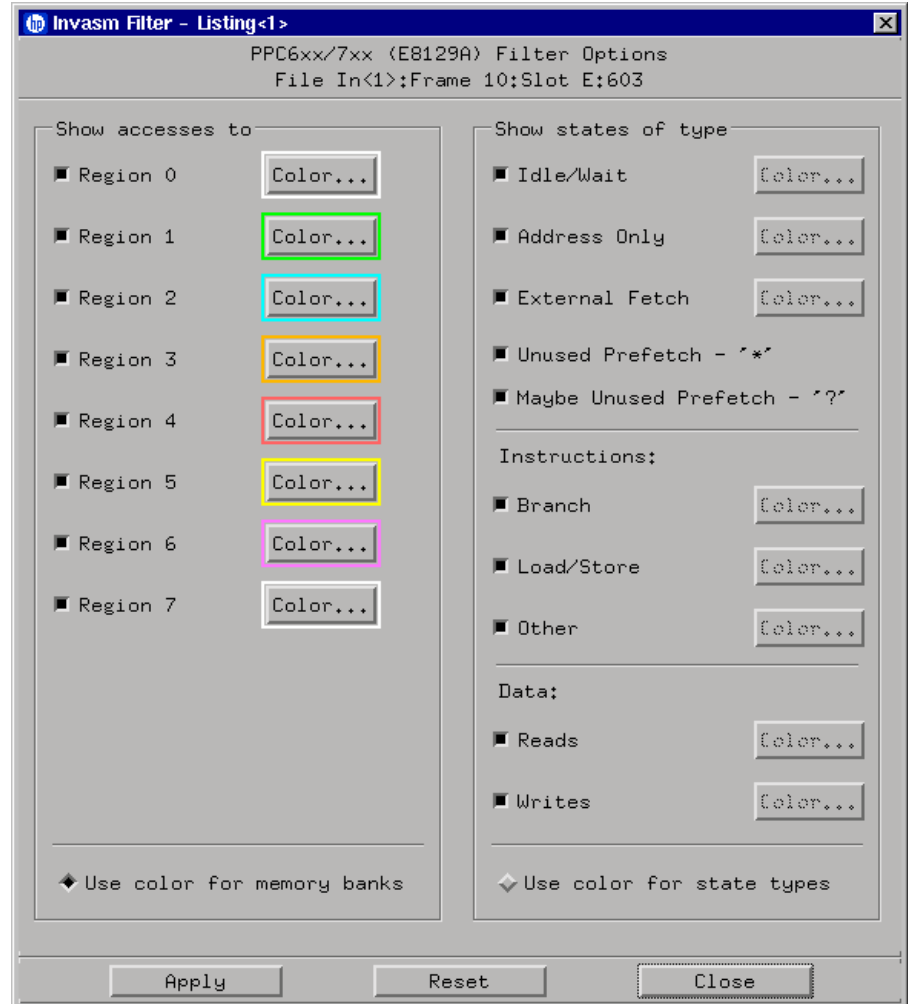 hp Invasm Filter - Listing<1>
PPC6xx/7xx (E8129A) Filter Options
File In<1>:Frame 10:Slot E:603
Show accesses to
Region 0 Color...
Region 1 Color...
Region 2 Color...
Region 3 Color...
Region 4 Color...
Region 5 Color...
Region 6 Color...
Region 7 Color...
Use color for memory banks
Show states of type
Idle/Wait Color...
Address Only Color...
External Fetch Color...
Unused Prefetch - ´*´
Maybe Unused Prefetch - ´?´
Instructions:
Branch Color...
Load/Store Color...
Other Color...
Data:
Reads Color...
Writes Color...
Use color for state types
Apply Reset Close